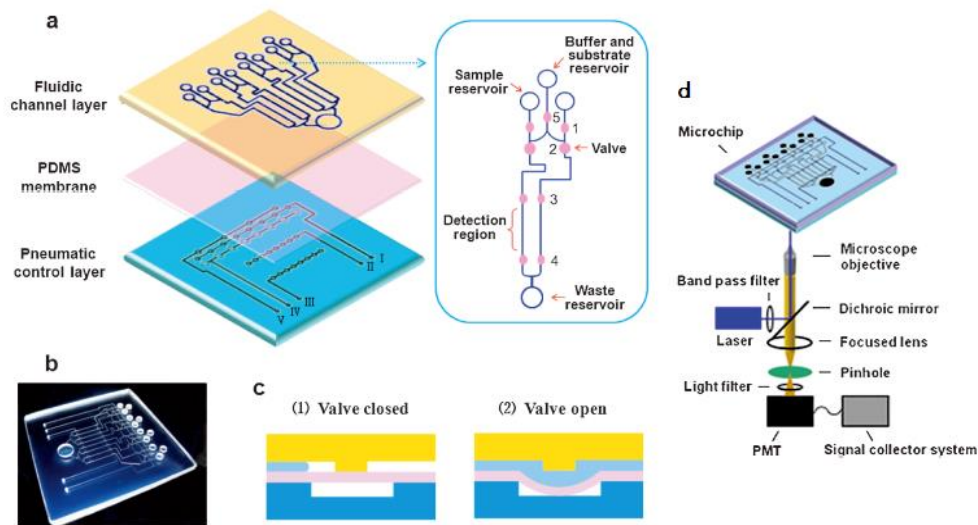 a
Fluidic
channel layer
PDMS
membrane
Pneumatic
control layer
I
II
III
IV
V
Buffer and
substrate reservoir
Sample
reservoir
5
1
2
Valve
3
Detection
region
4
Waste
reservoir
b
c
(1) Valve closed
(2) Valve open
d
Microchip
Microscope
objective
Band pass filter
Dichroic mirror
Laser
Focused lens
Pinhole
Light filter
PMT
Signal collector system